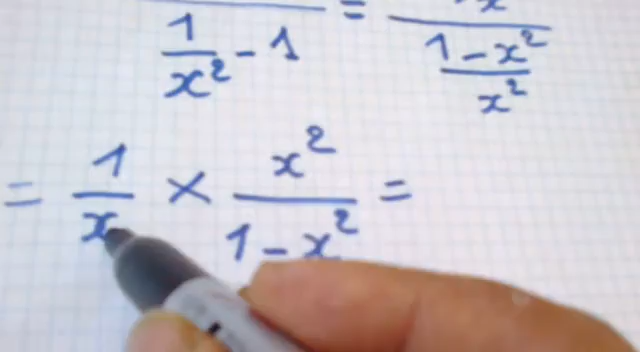 1/(x² - 1) = (1-x²)/x²
= 1/x × x²/(1-x²) =